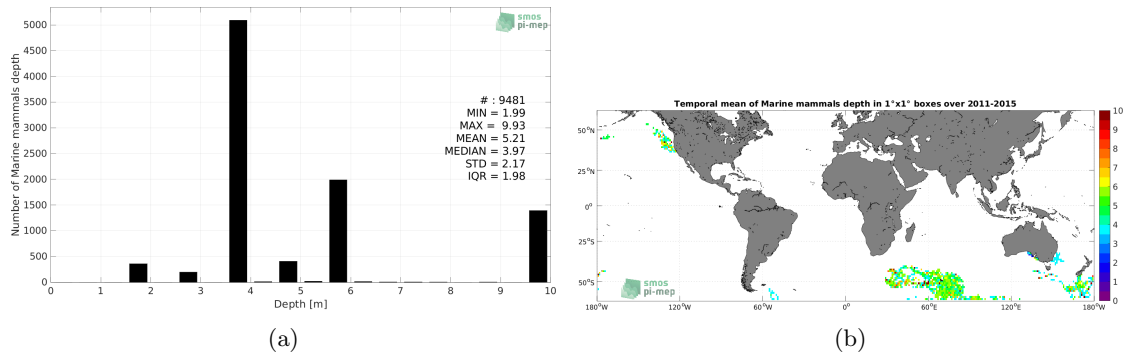 smos
pi-mep
5000
4500
4000
3500
3000
2500
2000
1500
1000
500
0
Number of Marine mammals depth
# : 9481
MIN = 1.99
MAX = 9.93
MEAN = 5.21
MEDIAN = 3.97
STD = 2.17
IQR = 1.98
0 1 2 3 4 5 6 7 8 9 10
Depth [m]
(a)
Temporal mean of Marine mammals depth in 1°x1° boxes over 2011-2015
50°N
25°N
0°
25°S
50°S
smos
pi-mep
180°W 120°W 60°W 0° 60°E 120°E 180°E
10
9
8
7
6
5
4
3
2
1
0
(b)